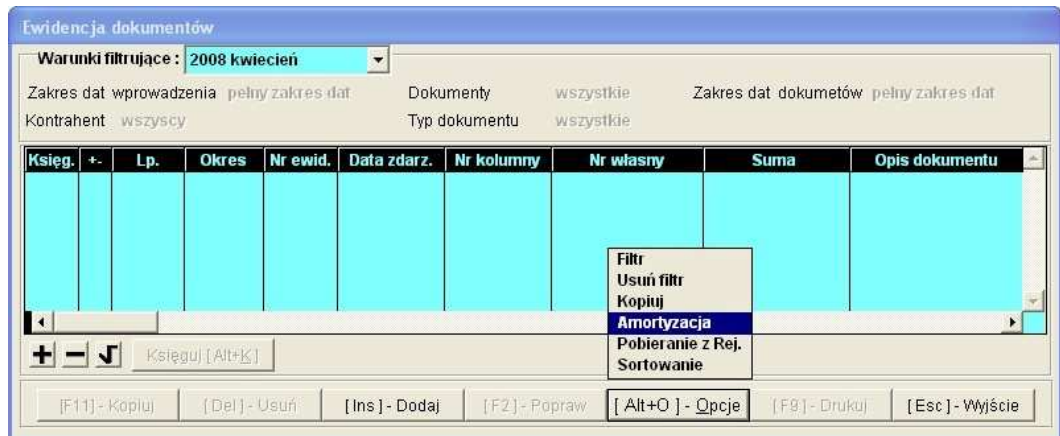 Ewidencja dokumentów
Warunki filtrujące : 2008 kwiecień
Zakres dat wprowadzenia pełny zakres dat Dokumenty wszystkie Zakres dat dokumetów pełny zakres dat
Kontrahent wszyscy Typ dokumentu wszystkie
Księg. +- Lp. Okres Nr ewid. Data zdarz. Nr kolumny Nr własny Suma Opis dokumentu
Filtr
Usuń filtr
Kopiuj
Amortyzacja
Pobieranie z Rej.
Sortowanie
Księguj [Alt+K]
[F11] - Kopiuj [Del] - Usuń [Ins] - Dodaj [F2] - Popraw [ Alt+O ] - Opcje [F9] - Drukuj [Esc] - Wyjście